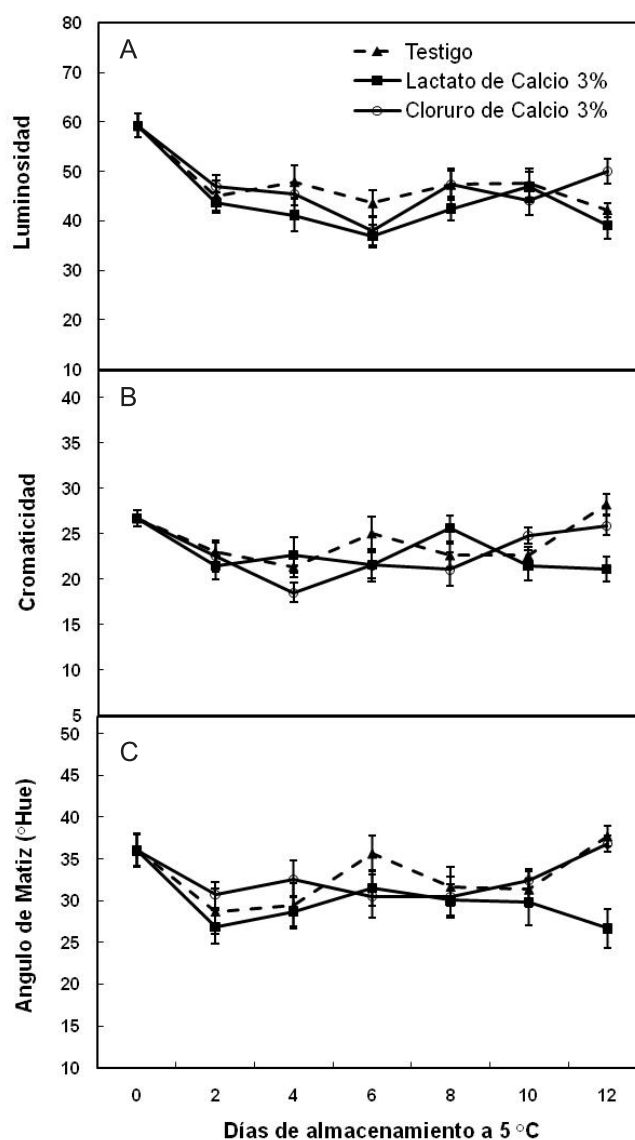 A
Testigo
Lactato de Calcio 3%
Cloruro de Calcio 3%
80
70
60
50
40
30
20
10
Luminosidad
B
40
35
30
25
20
15
10
5
Cromaticidad
C
50
45
40
35
30
25
20
15
10
Angulo de Matiz (°Hue)
0 2 4 6 8 10 12
Días de almacenamiento a 5 °C